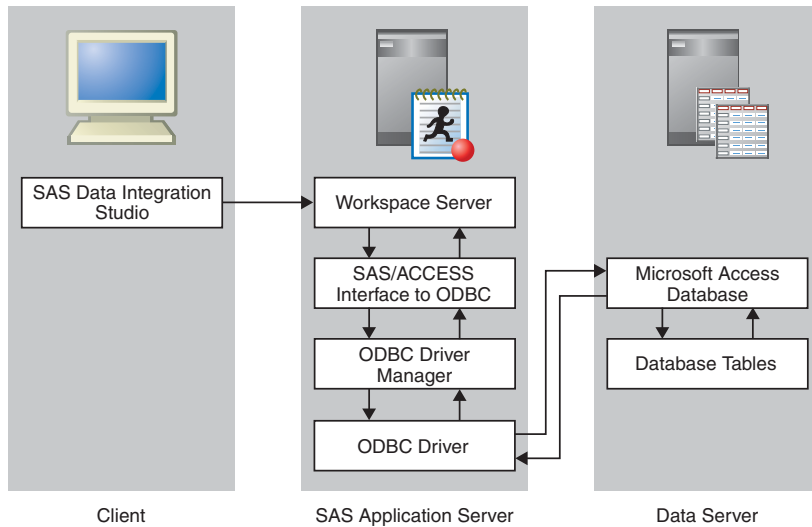 SAS Data Integration
Studio
Workspace Server
SAS/ACCESS
Interface to ODBC
ODBC Driver
Manager
ODBC Driver
Microsoft Access
Database
Database Tables
Client
SAS Application Server
Data Server